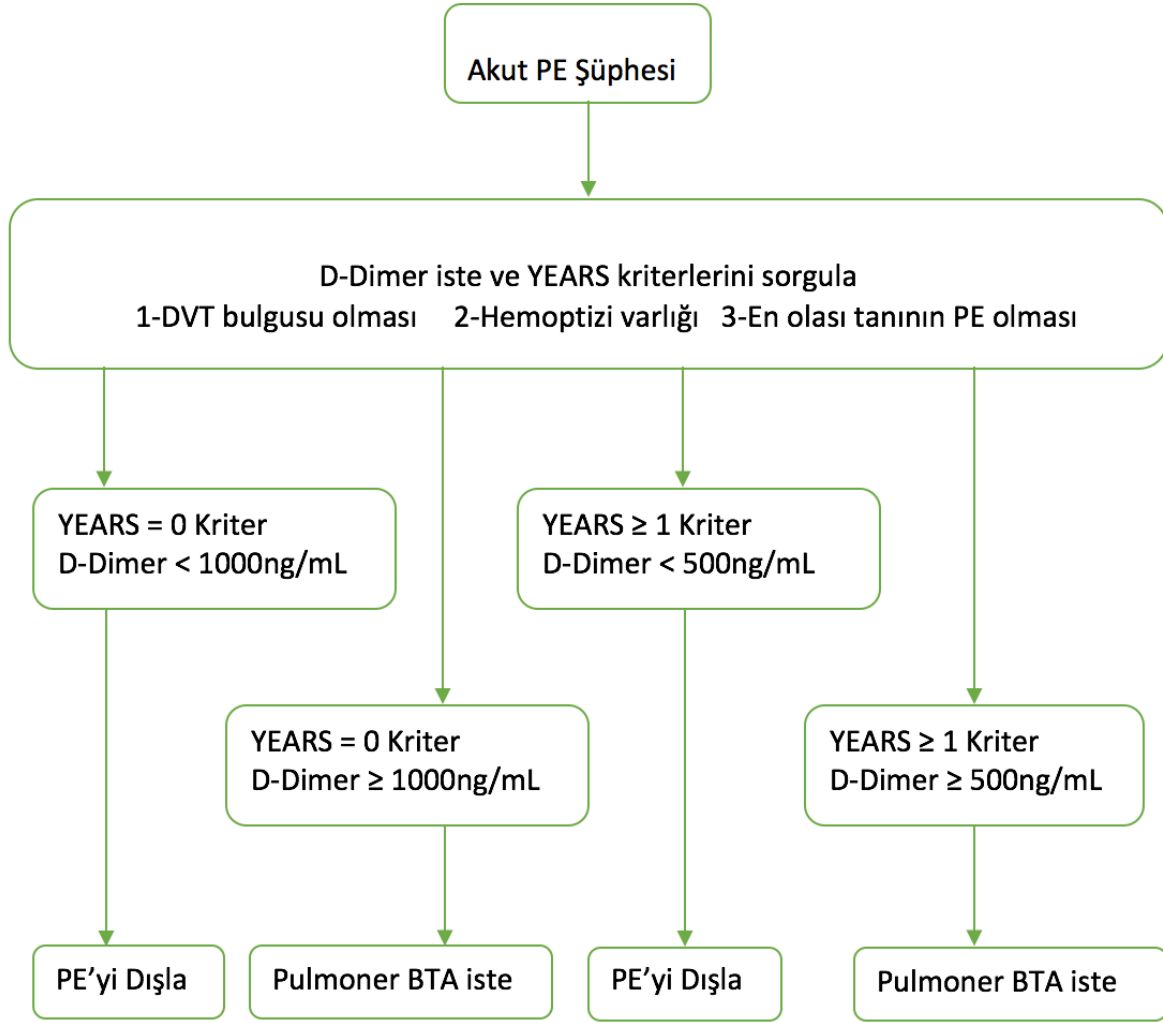 Akut PE Şüphesi
D-Dimer iste ve YEARS kriterlerini sorgula
1-DVT bulgusu olması 2-Hemoptizi varlığı 3-En olası tanının PE olması
YEARS = 0 Kriter
D-Dimer < 1000ng/mL
YEARS ≥ 1 Kriter
D-Dimer < 500ng/mL
YEARS = 0 Kriter
D-Dimer ≥ 1000ng/mL
YEARS ≥ 1 Kriter
D-Dimer ≥ 500ng/mL
PE’yi Dışla
Pulmoner BTA iste
PE’yi Dışla
Pulmoner BTA iste